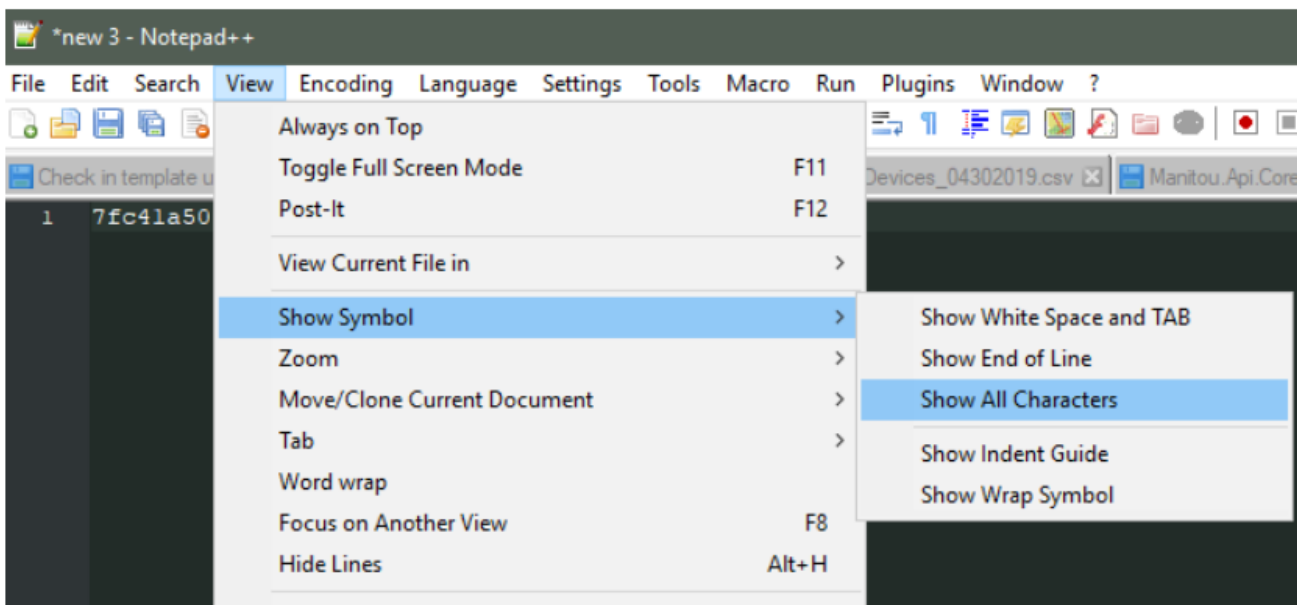 *new 3 - Notepad++
File Edit Search View Encoding Language Settings Tools Macro Run Plugins Window ?
Check in template u
Devices_04302019.csv
Manitou.Api.Core
1 7fc41a50
Always on Top
Toggle Full Screen Mode F11
Post-It F12
View Current File in
Show Symbol
Zoom
Move/Clone Current Document
Tab
Word wrap
Focus on Another View F8
Hide Lines Alt+H
Show White Space and TAB
Show End of Line
Show All Characters
Show Indent Guide
Show Wrap Symbol